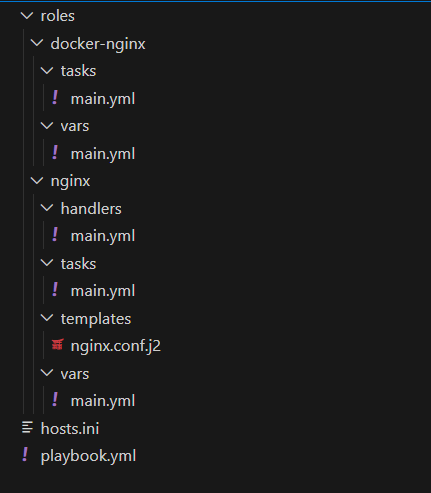 roles
docker-nginx
tasks
! main.yml
vars
! main.yml
nginx
handlers
! main.yml
tasks
! main.yml
templates
nginx.conf.j2
vars
! main.yml
hosts.ini
! playbook.yml